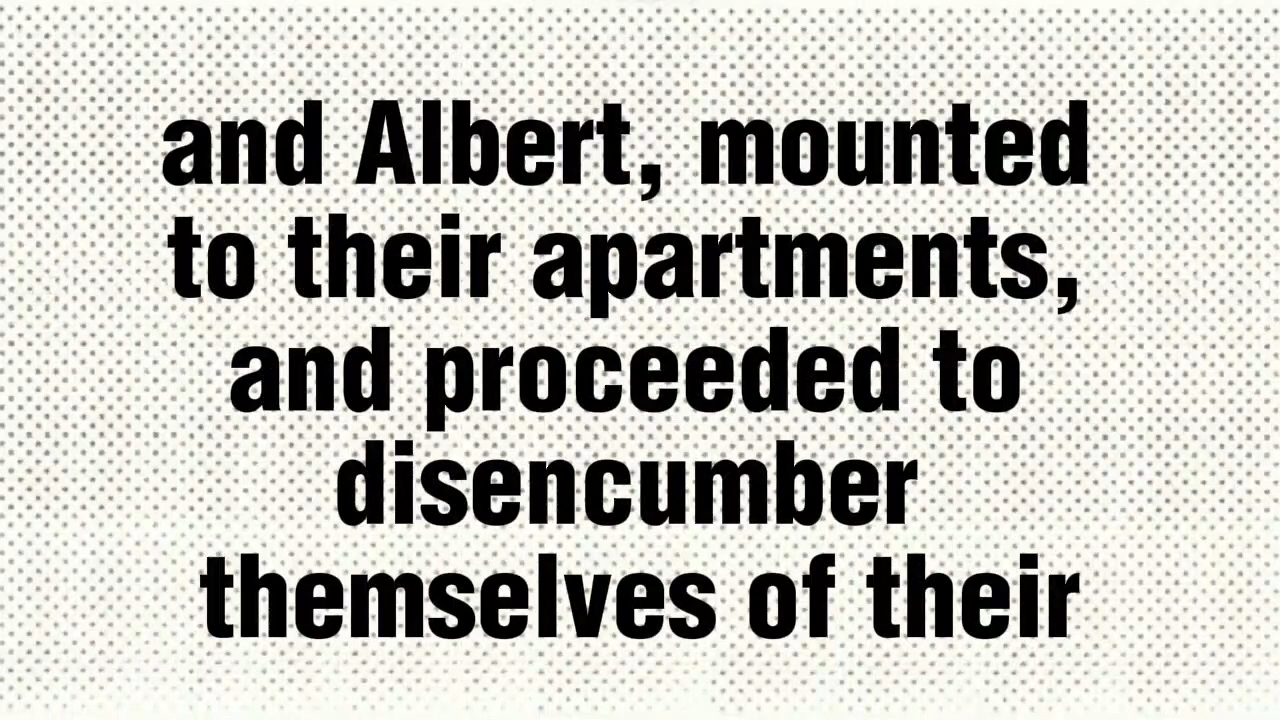 and Albert, mounted
to their apartments,
and proceeded to
disencumber
themselves of their